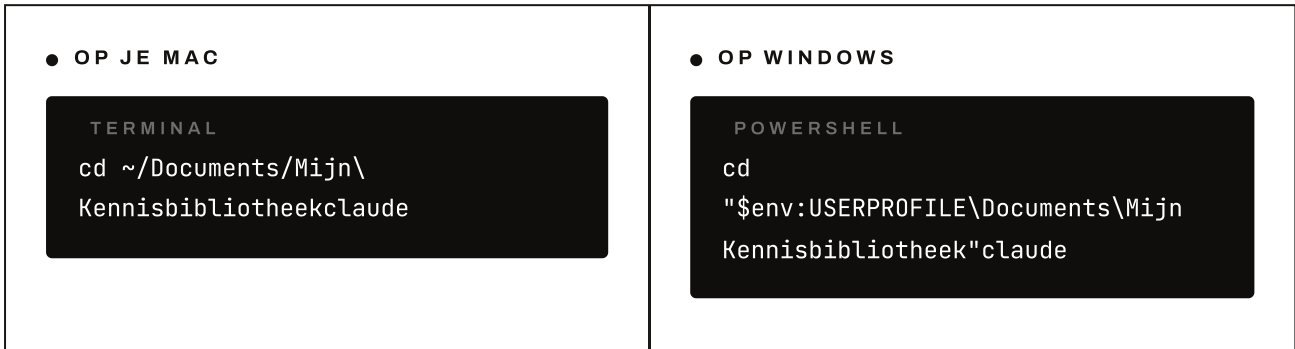 OP JE MAC
TERMINAL
cd ~/Documents/Mijn\
Kennisbibliotheekclaude
OP WINDOWS
POWERSHELL
cd
"$env:USERPROFILE\Documents\Mijn
Kennisbibliotheek"claude